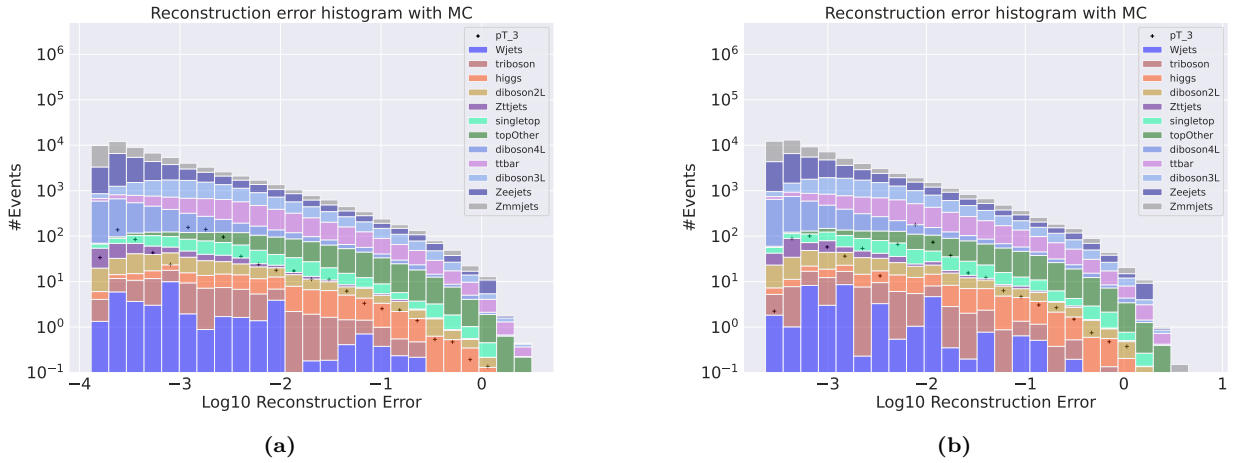 Reconstruction error histogram with MC
10^6
10^5
10^4
10^3
10^2
10^1
10^0
10^−1
#Events
pT_3
Wjets
triboson
higgs
diboson2L
Zttjets
singletop
topOther
diboson4L
ttbar
diboson3L
Zeejets
Zmmjets
−4 −3 −2 −1 0
Log10 Reconstruction Error
(a)
Reconstruction error histogram with MC
10^6
10^5
10^4
10^3
10^2
10^1
10^0
10^−1
#Events
pT_3
Wjets
triboson
higgs
diboson2L
Zttjets
singletop
topOther
diboson4L
ttbar
diboson3L
Zeejets
Zmmjets
−3 −2 −1 0 1
Log10 Reconstruction Error
(b)